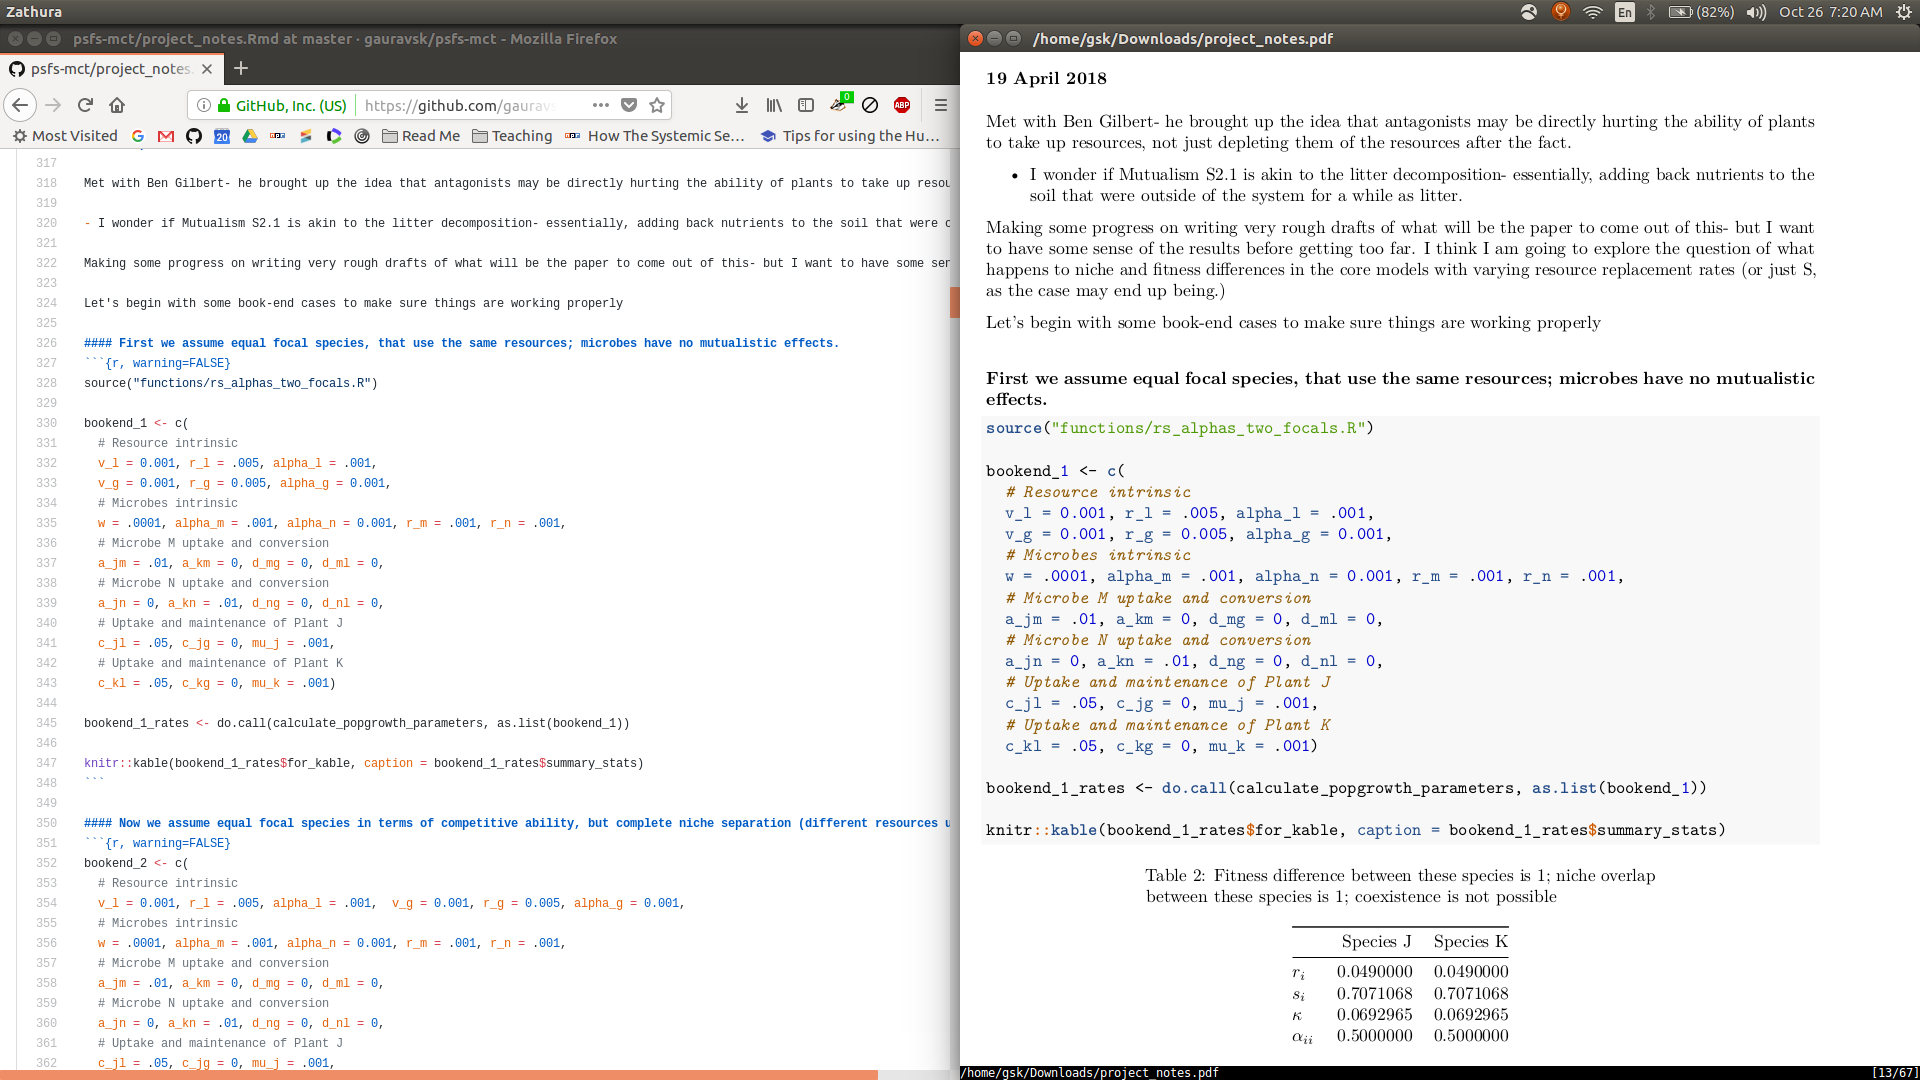 Zathura
En
(82%)
Oct 26 7:20 AM
psfs-mct/project_notes.Rmd at master · gauravsk/psfs-mct - Mozilla Firefox
psfs-mct/project_notes.
GitHub, Inc. (US)
https://github.com/gaurav
0
ABP
Most Visited
20
Read Me
Teaching
How The Systemic Se...
Tips for using the Hu...
317
318 Met with Ben Gilbert- he brought up the idea that antagonists may be directly hurting the ability of plants to take up resou
319
320 - I wonder if Mutualism S2.1 is akin to the litter decomposition- essentially, adding back nutrients to the soil that were o
321
322 Making some progress on writing very rough drafts of what will be the paper to come out of this- but I want to have some sen
323
324 Let's begin with some book-end cases to make sure things are working properly
325
326 #### First we assume equal focal species, that use the same resources; microbes have no mutualistic effects.
327 ```{r, warning=FALSE}
328 source("functions/rs_alphas_two_focals.R")
329
330 bookend_1 <- c(
331 # Resource intrinsic
332 v_l = 0.001, r_l = .005, alpha_l = .001,
333 v_g = 0.001, r_g = 0.005, alpha_g = 0.001,
334 # Microbes intrinsic
335 w = .0001, alpha_m = .001, alpha_n = 0.001, r_m = .001, r_n = .001,
336 # Microbe M uptake and conversion
337 a_jm = .01, a_km = 0, d_mg = 0, d_ml = 0,
338 # Microbe N uptake and conversion
339 a_jn = 0, a_kn = .01, d_ng = 0, d_nl = 0,
340 # Uptake and maintenance of Plant J
341 c_jl = .05, c_jg = 0, mu_j = .001,
342 # Uptake and maintenance of Plant K
343 c_kl = .05, c_kg = 0, mu_k = .001)
344
345 bookend_1_rates <- do.call(calculate_popgrowth_parameters, as.list(bookend_1))
346
347 knitr::kable(bookend_1_rates$for_kable, caption = bookend_1_rates$summary_stats)
348 ```
349
350 #### Now we assume equal focal species in terms of competitive ability, but complete niche separation (different resources u
351 ```{r, warning=FALSE}
352 bookend_2 <- c(
353 # Resource intrinsic
354 v_l = 0.001, r_l = .005, alpha_l = .001, v_g = 0.001, r_g = 0.005, alpha_g = 0.001,
355 # Microbes intrinsic
356 w = .0001, alpha_m = .001, alpha_n = 0.001, r_m = .001, r_n = .001,
357 # Microbe M uptake and conversion
358 a_jm = .01, a_km = 0, d_mg = 0, d_ml = 0,
359 # Microbe N uptake and conversion
360 a_jn = 0, a_kn = .01, d_ng = 0, d_nl = 0,
361 # Uptake and maintenance of Plant J
362 c_jl = .05, c_jg = 0, mu_j = .001,
/home/gsk/Downloads/project_notes.pdf
19 April 2018
Met with Ben Gilbert- he brought up the idea that antagonists may be directly hurting the ability of plants
to take up resources, not just depleting them of the resources after the fact.
• I wonder if Mutualism S2.1 is akin to the litter decomposition- essentially, adding back nutrients to the
soil that were outside of the system for a while as litter.
Making some progress on writing very rough drafts of what will be the paper to come out of this- but I want
to have some sense of the results before getting too far. I think I am going to explore the question of what
happens to niche and fitness differences in the core models with varying resource replacement rates (or just S,
as the case may end up being.)
Let's begin with some book-end cases to make sure things are working properly
First we assume equal focal species, that use the same resources; microbes have no mutualistic
effects.
source("functions/rs_alphas_two_focals.R")
bookend_1 <- c(
# Resource intrinsic
v_l = 0.001, r_l = .005, alpha_l = .001,
v_g = 0.001, r_g = 0.005, alpha_g = 0.001,
# Microbes intrinsic
w = .0001, alpha_m = .001, alpha_n = 0.001, r_m = .001, r_n = .001,
# Microbe M uptake and conversion
a_jm = .01, a_km = 0, d_mg = 0, d_ml = 0,
# Microbe N uptake and conversion
a_jn = 0, a_kn = .01, d_ng = 0, d_nl = 0,
# Uptake and maintenance of Plant J
c_jl = .05, c_jg = 0, mu_j = .001,
# Uptake and maintenance of Plant K
c_kl = .05, c_kg = 0, mu_k = .001)
bookend_1_rates <- do.call(calculate_popgrowth_parameters, as.list(bookend_1))
knitr::kable(bookend_1_rates$for_kable, caption = bookend_1_rates$summary_stats)
Table 2: Fitness difference between these species is 1; niche overlap
between these species is 1; coexistence is not possible
Species J Species K
r_i 0.0490000 0.0490000
s_i 0.7071068 0.7071068
κ 0.0692965 0.0692965
α_ii 0.5000000 0.5000000
/home/gsk/Downloads/project_notes.pdf [13/67]